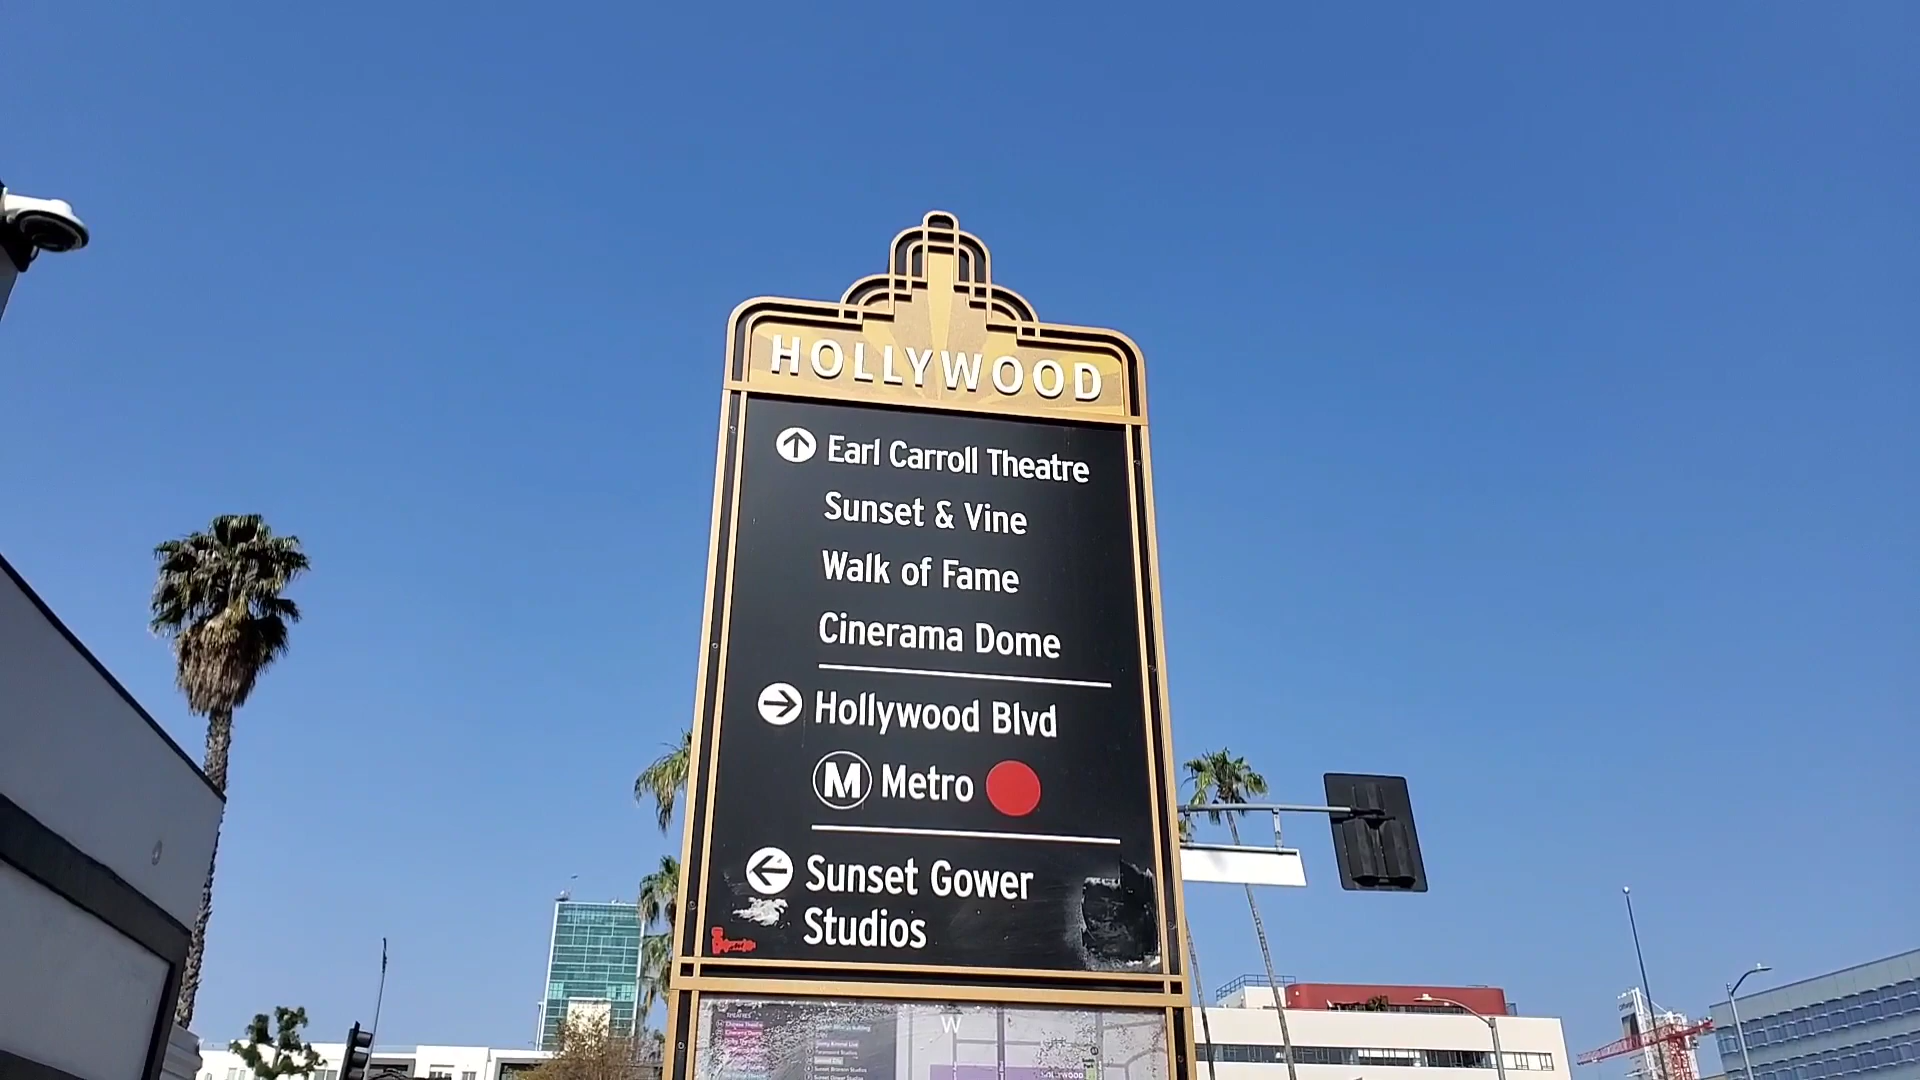 HOLLYWOOD
Earl Carroll Theatre
Sunset & Vine
Walk of Fame
Cinerama Dome
Hollywood Blvd
M Metro
Sunset Gower
Studios
W